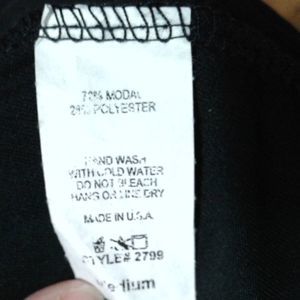 72% MODAL
28% POLYESTER
HAND WASH
WITH COLD WATER
DO NOT BLEACH
HANG OR LINE DRY
MADE IN U.S.A.
STYLE# 2799